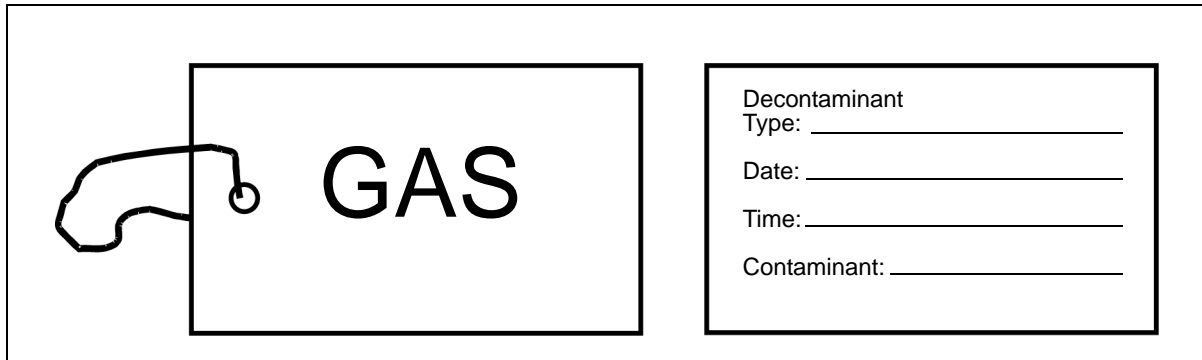 GAS
Decontaminant
Type:
Date:
Time:
Contaminant: